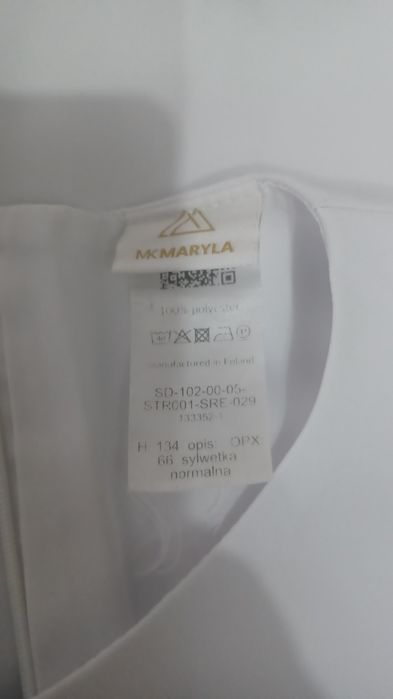 MKMARYLA
100% polyester
manufactured in Poland
SD-102-00-05-
STR001-SRE-029
133352-1
H: 134 opis: OPX:
66 sylwetka
normalna